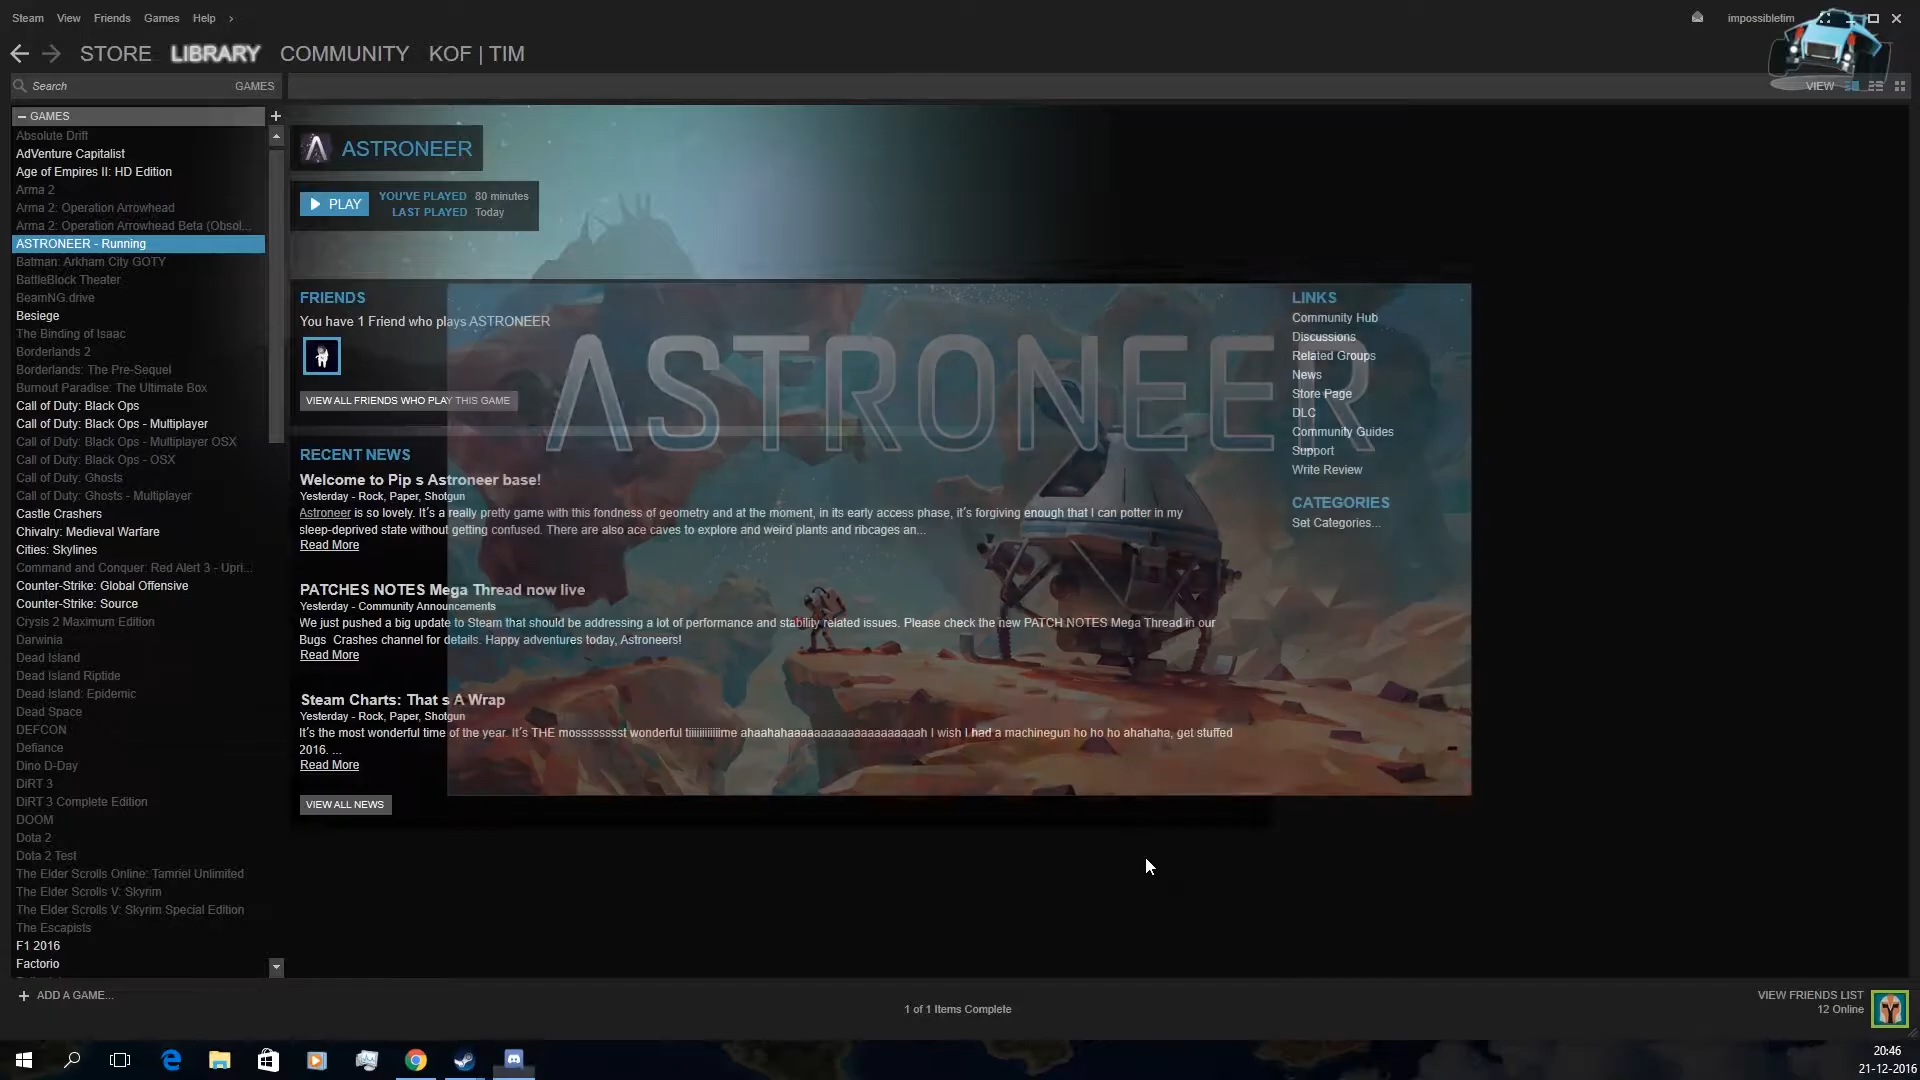 Steam View Friends Games Help >
impossibletim
STORE LIBRARY COMMUNITY KOF | TIM
Search GAMES
VIEW
GAMES
Absolute Drift
AdVenture Capitalist
Age of Empires II: HD Edition
Arma 2
Arma 2: Operation Arrowhead
Arma 2: Operation Arrowhead Beta (Obsol...
ASTRONEER - Running
Batman: Arkham City GOTY
BattleBlock Theater
BeamNG.drive
Besiege
The Binding of Isaac
Borderlands 2
Borderlands: The Pre-Sequel
Burnout Paradise: The Ultimate Box
Call of Duty: Black Ops
Call of Duty: Black Ops - Multiplayer
Call of Duty: Black Ops - Multiplayer OSX
Call of Duty: Black Ops - OSX
Call of Duty: Ghosts
Call of Duty: Ghosts - Multiplayer
Castle Crashers
Chivalry: Medieval Warfare
Cities: Skylines
Command and Conquer: Red Alert 3 - Upri...
Counter-Strike: Global Offensive
Counter-Strike: Source
Crysis 2 Maximum Edition
Darwinia
Dead Island
Dead Island Riptide
Dead Island: Epidemic
Dead Space
DEFCON
Defiance
Dino D-Day
DiRT 3
DiRT 3 Complete Edition
DOOM
Dota 2
Dota 2 Test
The Elder Scrolls Online: Tamriel Unlimited
The Elder Scrolls V: Skyrim
The Elder Scrolls V: Skyrim Special Edition
The Escapists
F1 2016
Factorio
ADD A GAME...
ASTRONEER
PLAY
YOU'VE PLAYED 80 minutes
LAST PLAYED Today
FRIENDS
You have 1 Friend who plays ASTRONEER
VIEW ALL FRIENDS WHO PLAY THIS GAME
ASTRONEER
RECENT NEWS
Welcome to Pip s Astroneer base!
Yesterday - Rock, Paper, Shotgun
Astroneer is so lovely. It's a really pretty game with this fondness of geometry and at the moment, in its early access phase, it's forgiving enough that I can potter in my
sleep-deprived state without getting confused. There are also ace caves to explore and weird plants and ribcages an...
Read More
PATCHES NOTES Mega Thread now live
Yesterday - Community Announcements
We just pushed a big update to Steam that should be addressing a lot of performance and stability related issues. Please check the new PATCH NOTES Mega Thread in our
Bugs Crashes channel for details. Happy adventures today, Astroneers!
Read More
Steam Charts: That s A Wrap
Yesterday - Rock, Paper, Shotgun
It's the most wonderful time of the year. It's THE mosssssssst wonderful tiiiiiiiiiiime ahaahahaaaaaaaaaaaaaaaaaaaah I wish I had a machinegun ho ho ho ahahaha, get stuffed
2016. ...
Read More
VIEW ALL NEWS
LINKS
Community Hub
Discussions
Related Groups
News
Store Page
DLC
Community Guides
Support
Write Review
CATEGORIES
Set Categories...
1 of 1 Items Complete
VIEW FRIENDS LIST
12 Online
20:46
21-12-2016